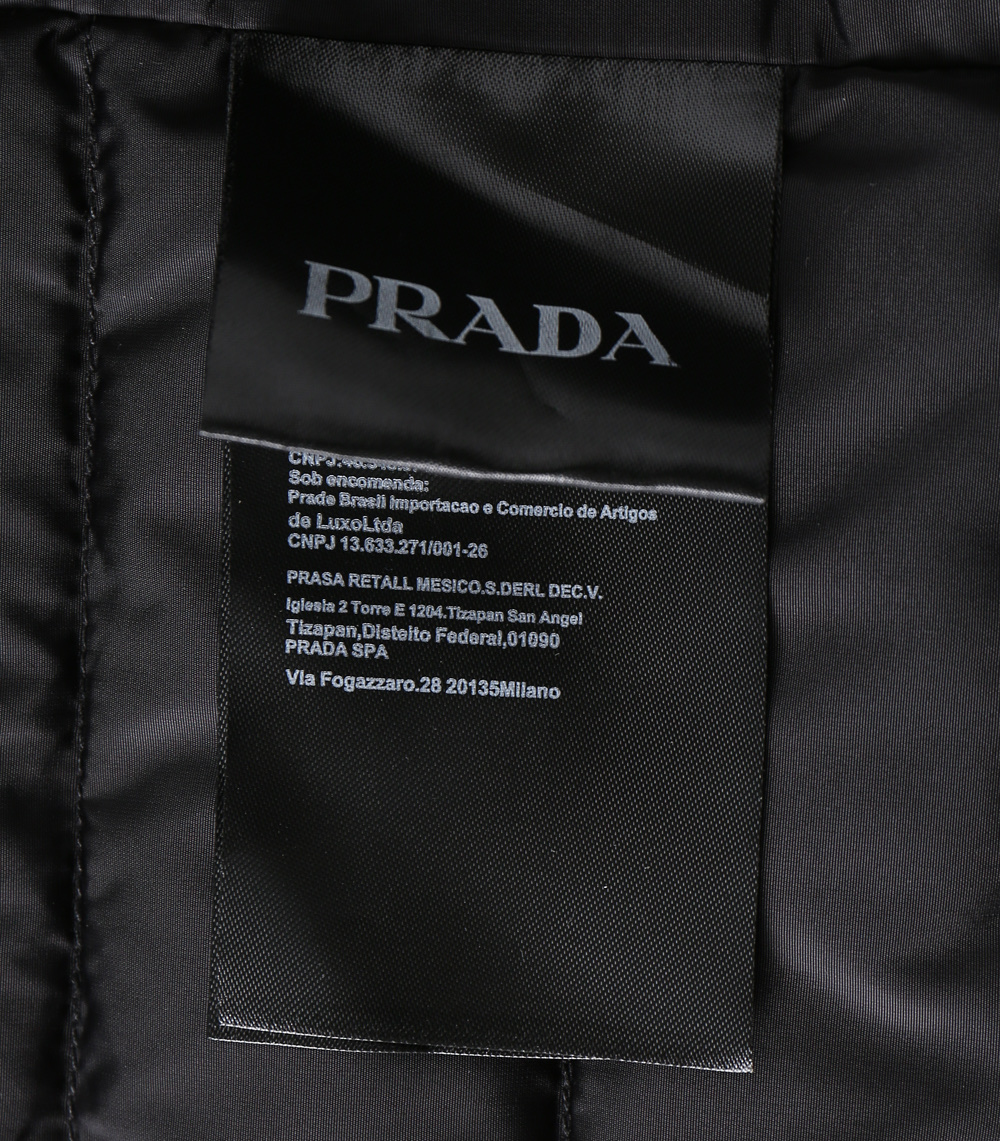 PRADA
Sob encomenda:
Prade Brasil Importacao e Comercio de Artigos
de LuxoLtda
CNPJ 13.633.271/001-26
PRASA RETALL MESICO.S.DERL DEC.V.
Iglesia 2 Torre E 1204.Tizapan San Angel
Tizapan,Disteito Federal,01090
PRADA SPA
Via Fogazzaro.28 20135Milano